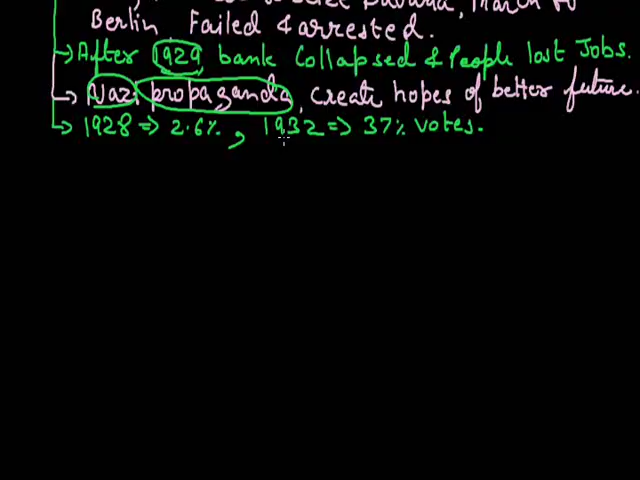 Berlin Failed & arrested.
→ After 1929 bank Collapsed & People lost Jobs.
→ Nazi propaganda, create hopes of better future.
→ 1928 ⇒ 2.6%, 1932 ⇒ 37% votes.